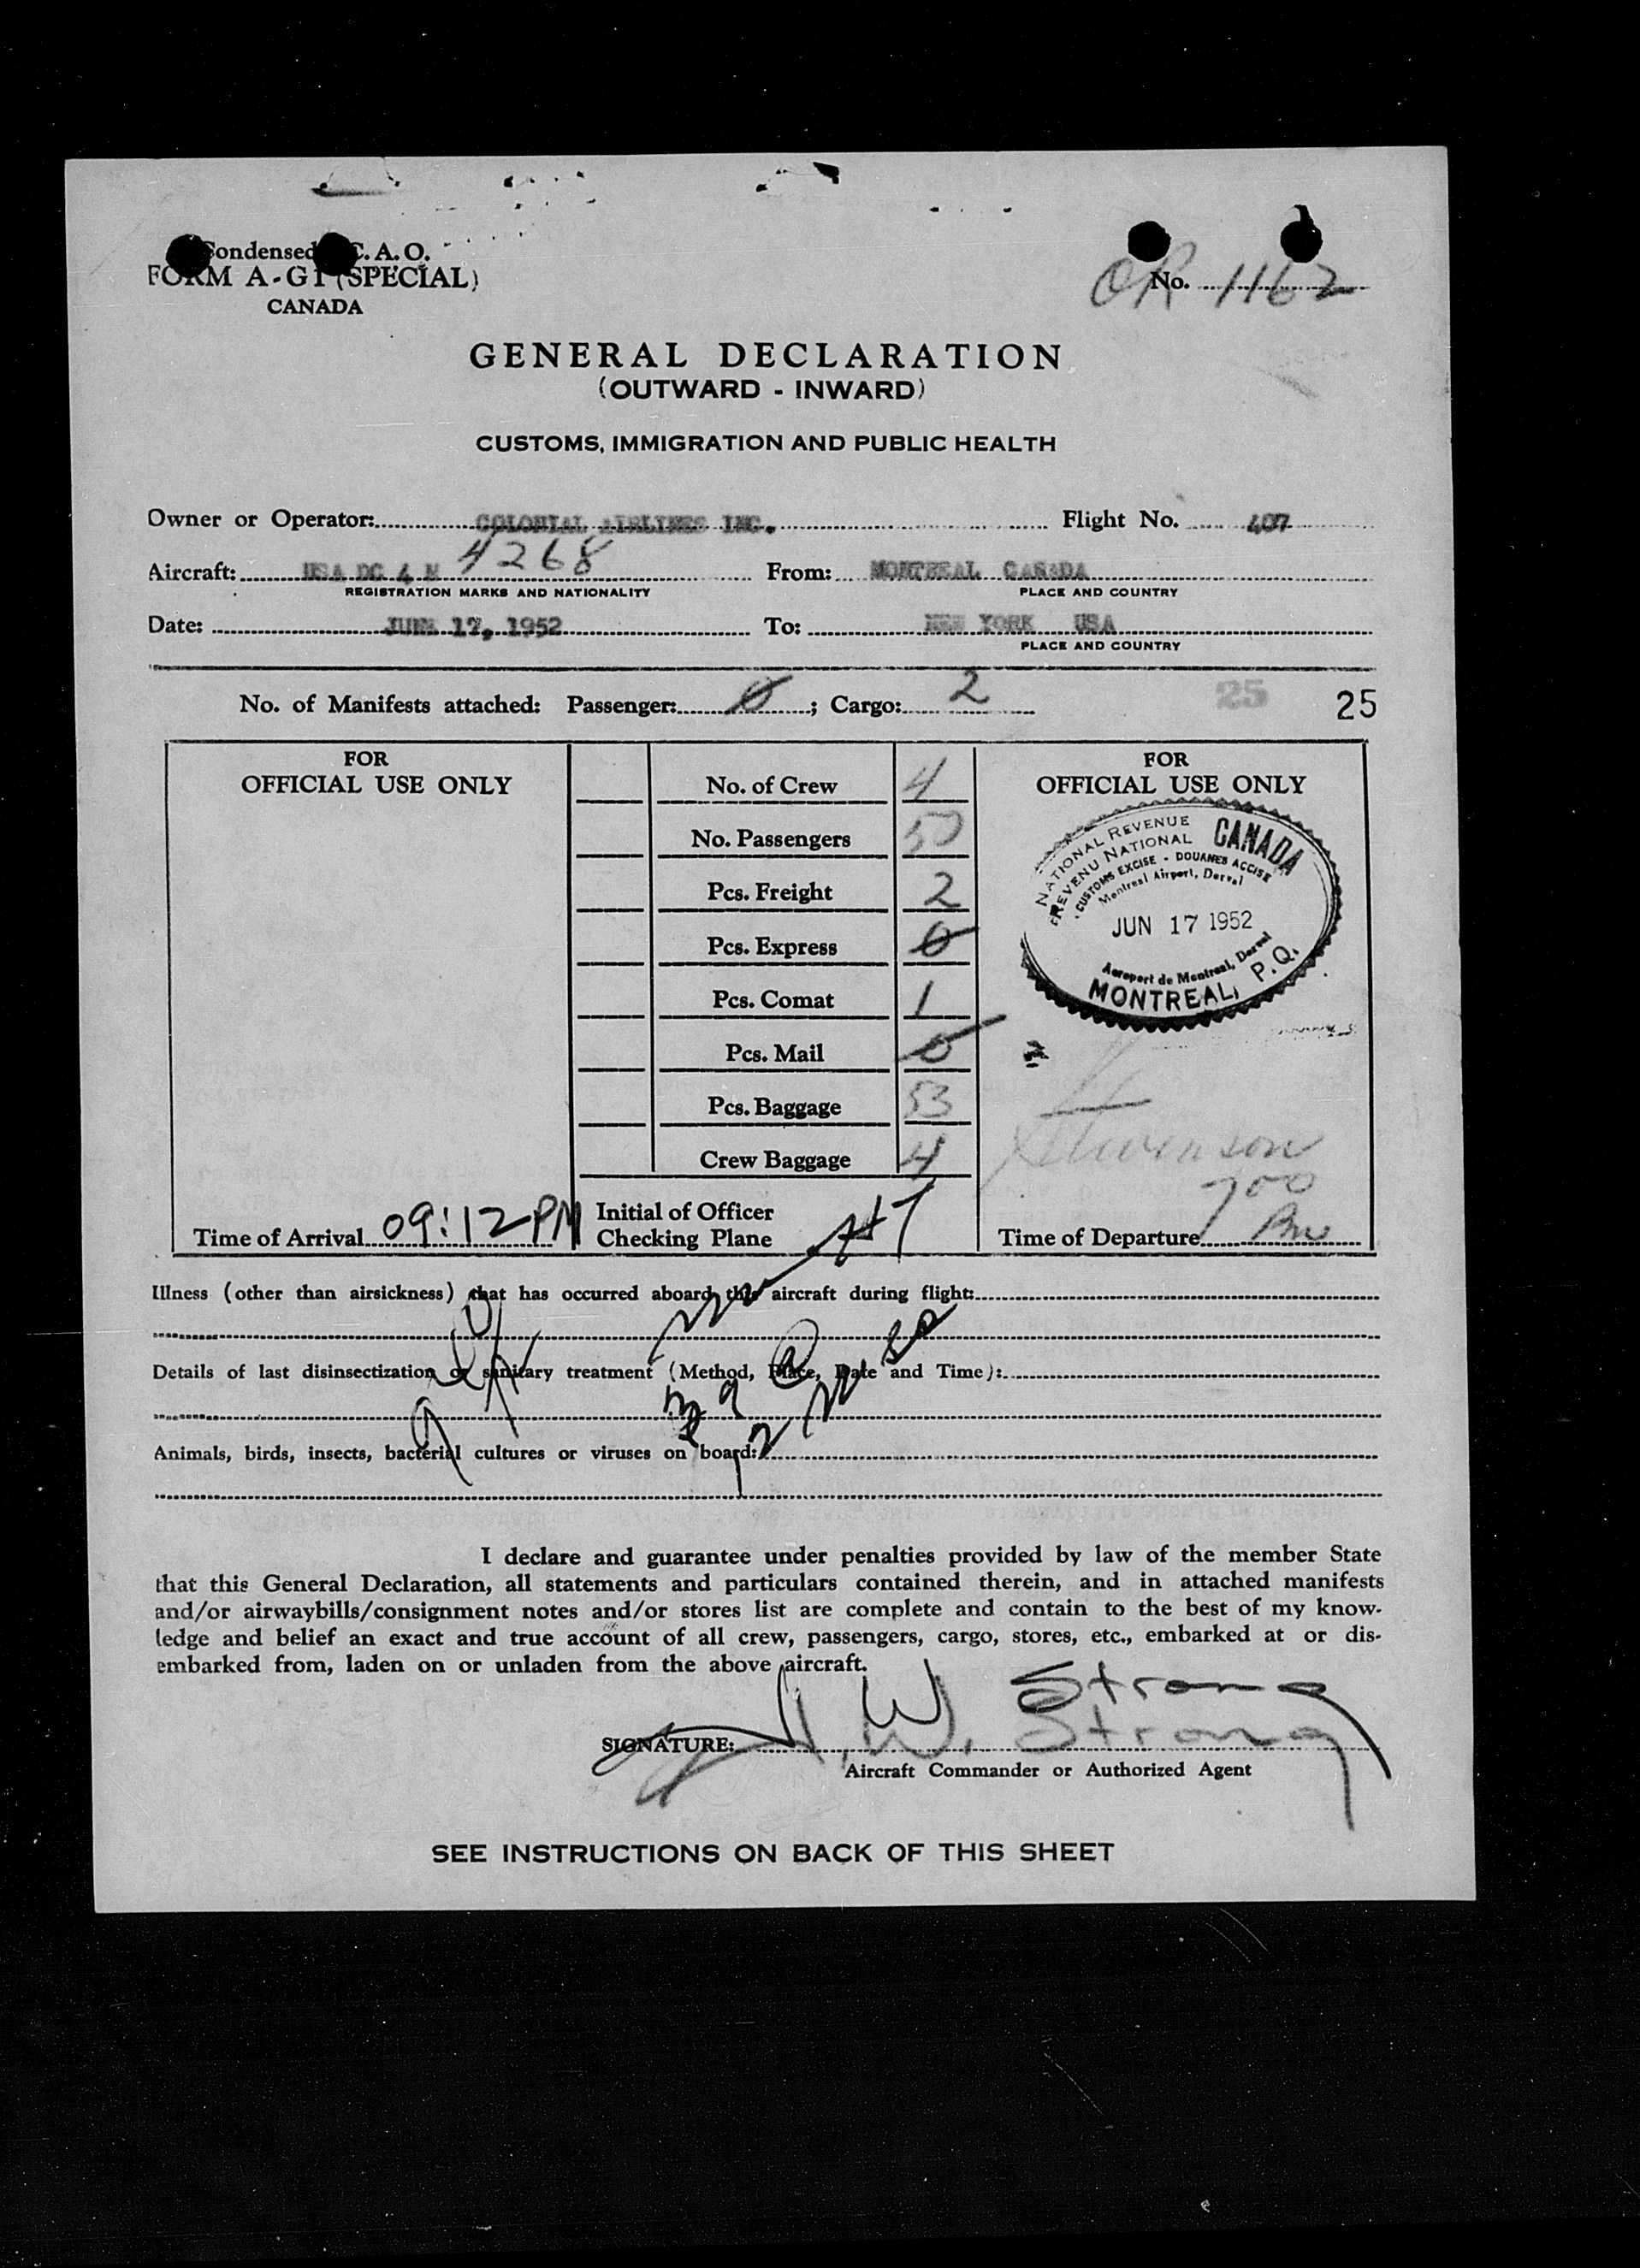 Condensed C. A. O.
FORM A-G1 (SPECIAL)
CANADA
OR No. 1162
GENERAL DECLARATION
(OUTWARD - INWARD)
CUSTOMS, IMMIGRATION AND PUBLIC HEALTH
Owner or Operator: COLONIAL AIRLINES INC. Flight No. 407
Aircraft: USA DC 4 N 4268 From: MONTREAL CANADA
REGISTRATION MARKS AND NATIONALITY PLACE AND COUNTRY
Date: JUNE 17, 1952 To: NEW YORK USA
PLACE AND COUNTRY
No. of Manifests attached: Passenger: 0; Cargo: 2
25 25
FOR
OFFICIAL USE ONLY
No. of Crew 4
No. Passengers 50
Pcs. Freight 2
Pcs. Express 0
Pcs. Comat 1
Pcs. Mail 0
Pcs. Baggage 53
Crew Baggage 4
FOR
OFFICIAL USE ONLY
NATIONAL REVENUE
REVENU NATIONAL
CANADA
CUSTOMS EXCISE - DOUANES ACCISE
Montreal Airport, Dorval
JUN 17 1952
Aeroport de Montreal, Dorval
MONTREAL, P.Q.
Stevenson
700
Time of Arrival 09:12 PM
Initial of Officer
Checking Plane
Time of Departure
Illness (other than airsickness) that has occurred aboard this aircraft during flight:
Details of last disinsectization or sanitary treatment (Method, Place, Date and Time):
Animals, birds, insects, bacterial cultures or viruses on board:
I declare and guarantee under penalties provided by law of the member State
that this General Declaration, all statements and particulars contained therein, and in attached manifests
and/or airwaybills/consignment notes and/or stores list are complete and contain to the best of my know-
ledge and belief an exact and true account of all crew, passengers, cargo, stores, etc., embarked at or dis-
embarked from, laden on or unladen from the above aircraft.
W Strong
SIGNATURE: W. Strong
Aircraft Commander or Authorized Agent
SEE INSTRUCTIONS ON BACK OF THIS SHEET